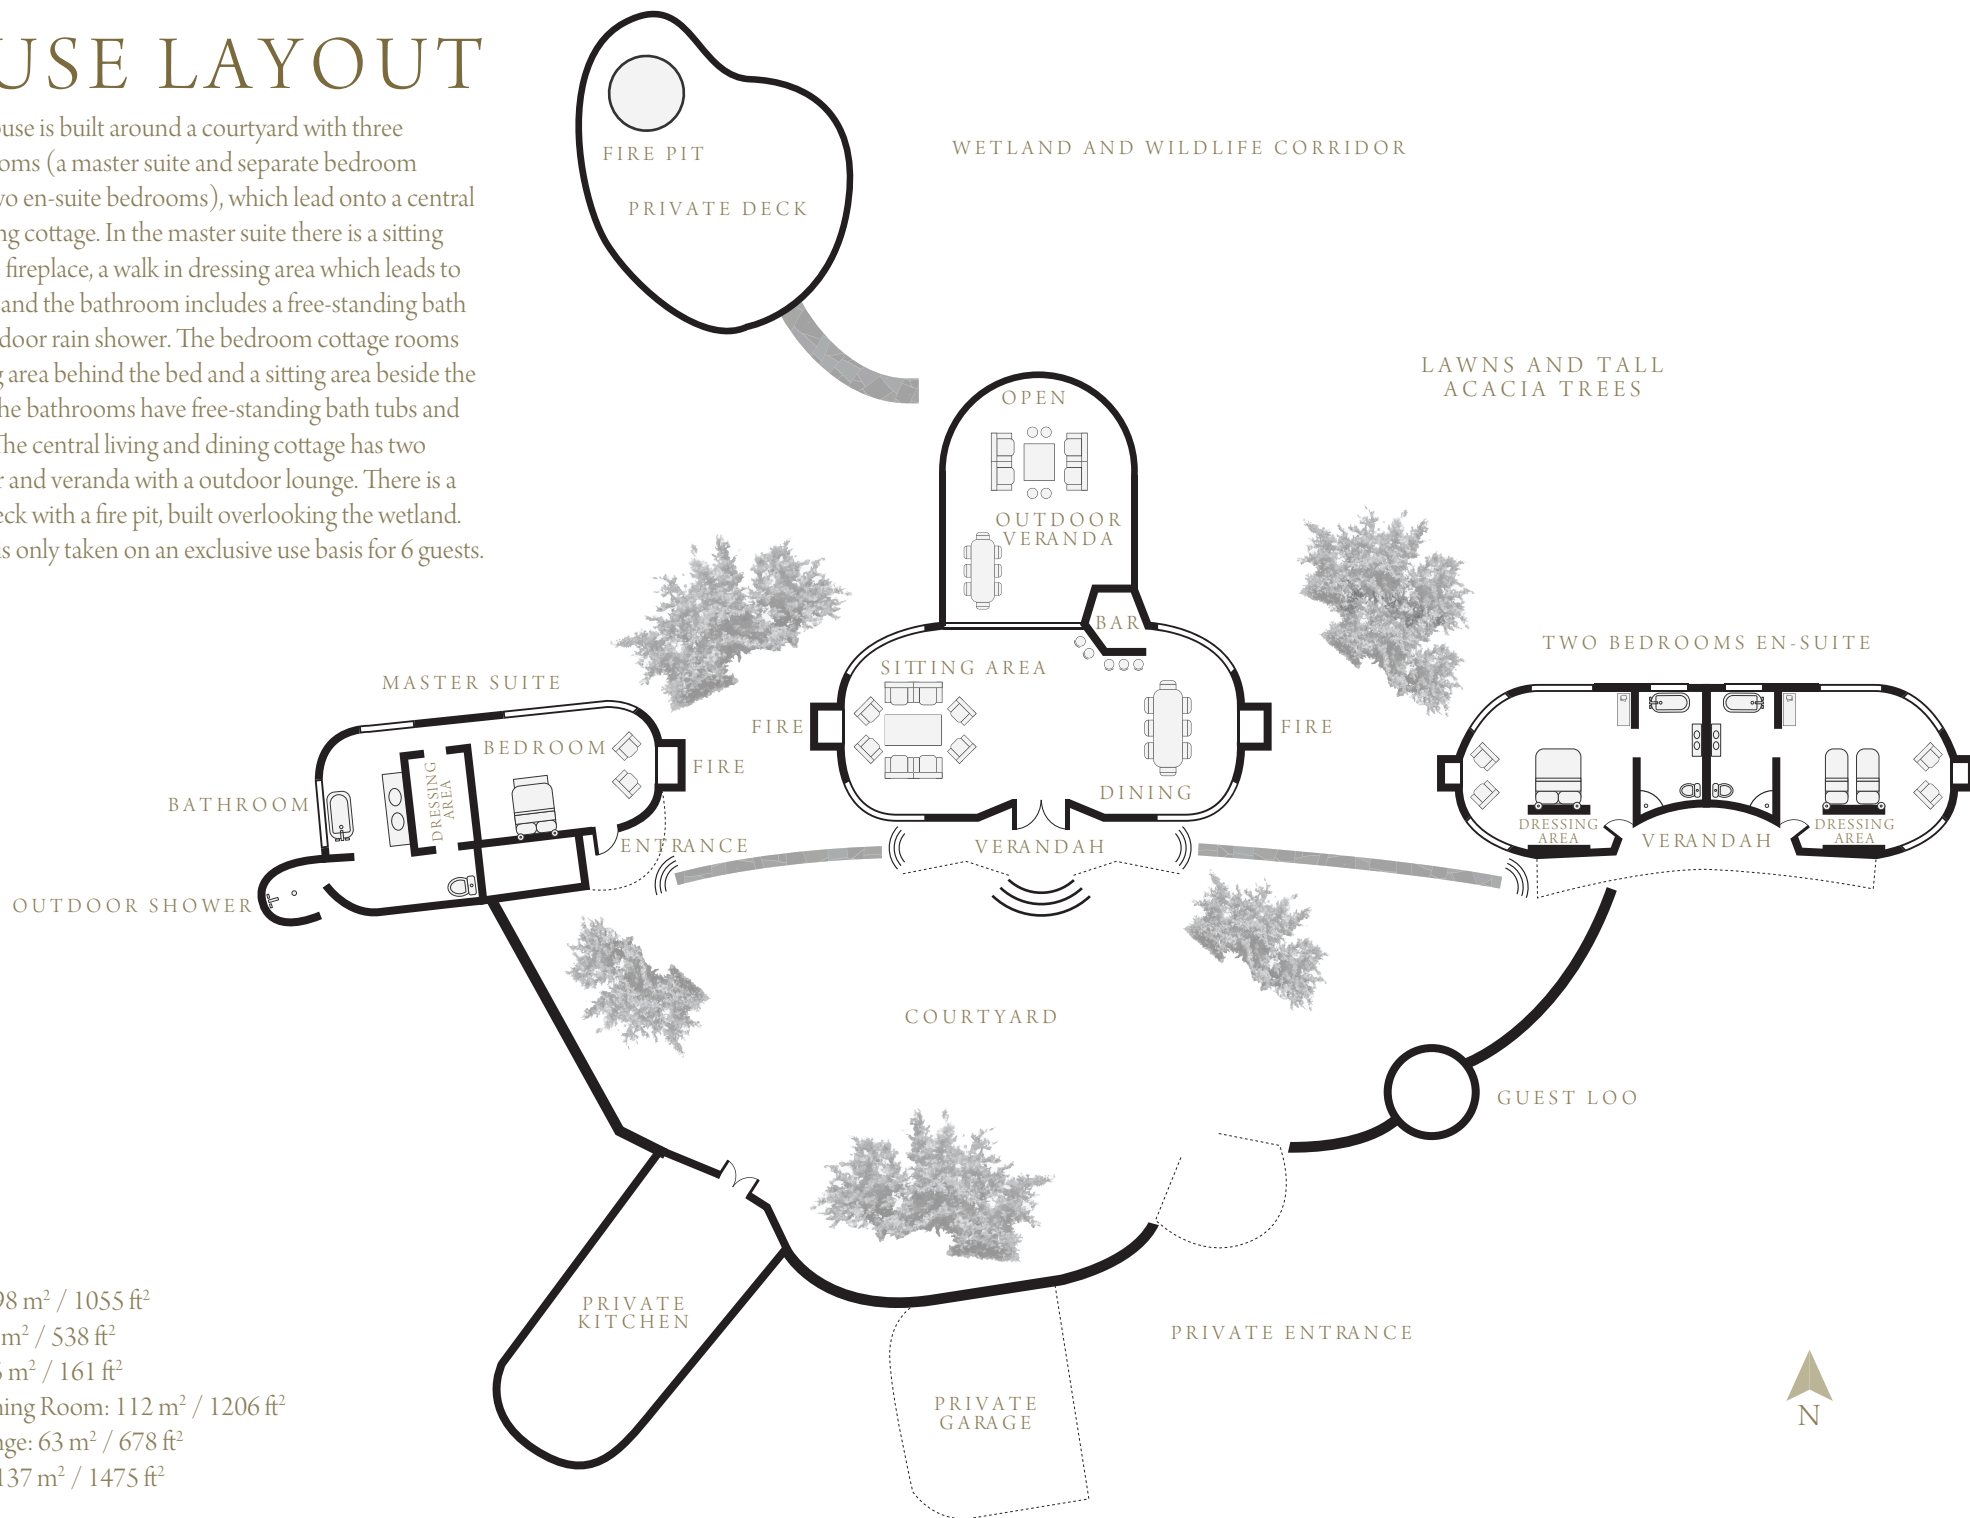 USE LAYOUT
use is built around a courtyard with three
oms (a master suite and separate bedroom
vo en-suite bedrooms), which lead onto a central
ng cottage. In the master suite there is a sitting
fireplace, a walk in dressing area which leads to
and the bathroom includes a free-standing bath
door rain shower. The bedroom cottage rooms
g area behind the bed and a sitting area beside the
he bathrooms have free-standing bath tubs and
The central living and dining cottage has two
r and veranda with a outdoor lounge. There is a
eck with a fire pit, built overlooking the wetland.
is only taken on an exclusive use basis for 6 guests.
FIRE PIT
PRIVATE DECK
WETLAND AND WILDLIFE CORRIDOR
LAWNS AND TALL
ACACIA TREES
OPEN
OUTDOOR
VERANDA
BAR
SITTING AREA
FIRE
FIRE
DINING
VERANDAH
MASTER SUITE
BEDROOM
FIRE
DRESSING
AREA
BATHROOM
ENTRANCE
OUTDOOR SHOWER
TWO BEDROOMS EN-SUITE
DRESSING
AREA
VERANDAH
DRESSING
AREA
COURTYARD
GUEST LOO
PRIVATE
KITCHEN
PRIVATE ENTRANCE
PRIVATE
GARAGE
98 m² / 1055 ft²
m² / 538 ft²
m² / 161 ft²
ning Room: 112 m² / 1206 ft²
nge: 63 m² / 678 ft²
137 m² / 1475 ft²
N